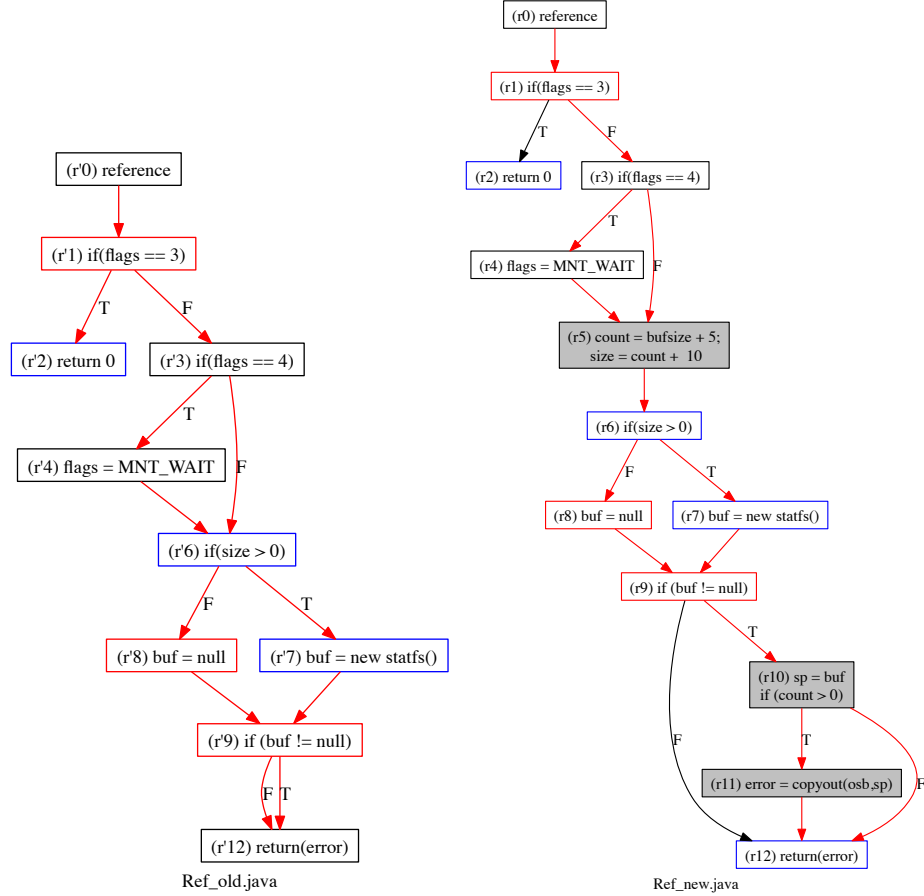 (r'0) reference
(r'1) if(flags == 3)
T
F
(r'2) return 0
(r'3) if(flags == 4)
T
F
(r'4) flags = MNT_WAIT
(r'6) if(size > 0)
F
T
(r'8) buf = null
(r'7) buf = new statfs()
(r'9) if (buf != null)
F
T
(r'12) return(error)
Ref_old.java
(r0) reference
(r1) if(flags == 3)
T
F
(r2) return 0
(r3) if(flags == 4)
T
F
(r4) flags = MNT_WAIT
(r5) count = bufsize + 5;
size = count + 10
(r6) if(size > 0)
F
T
(r8) buf = null
(r7) buf = new statfs()
(r9) if (buf != null)
T
F
(r10) sp = buf
if (count > 0)
T
F
(r11) error = copyout(osb,sp)
(r12) return(error)
Ref_new.java